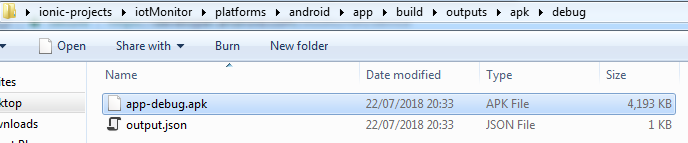 ionic-projects ▸ iotMonitor ▸ platforms ▸ android ▸ app ▸ build ▸ outputs ▸ apk ▸ debug
Open Share with Burn New folder
Name Date modified Type Size
app-debug.apk 22/07/2018 20:33 APK File 4,193 KB
output.json 22/07/2018 20:33 JSON File 1 KB
ites
ktop
wnloads